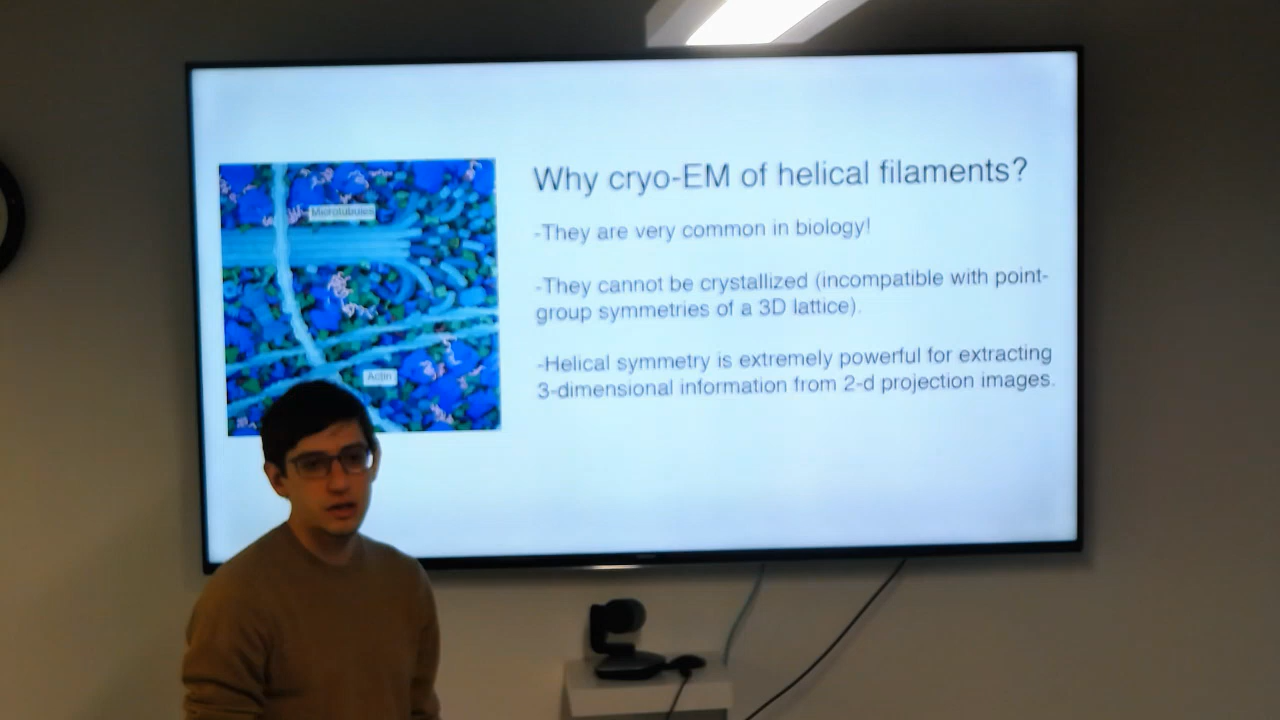 Why cryo-EM of helical filaments?
-They are very common in biology!
-They cannot be crystallized (incompatible with point-
group symmetries of a 3D lattice).
-Helical symmetry is extremely powerful for extracting
3-dimensional information from 2-d projection images.
Microtubules
Actin